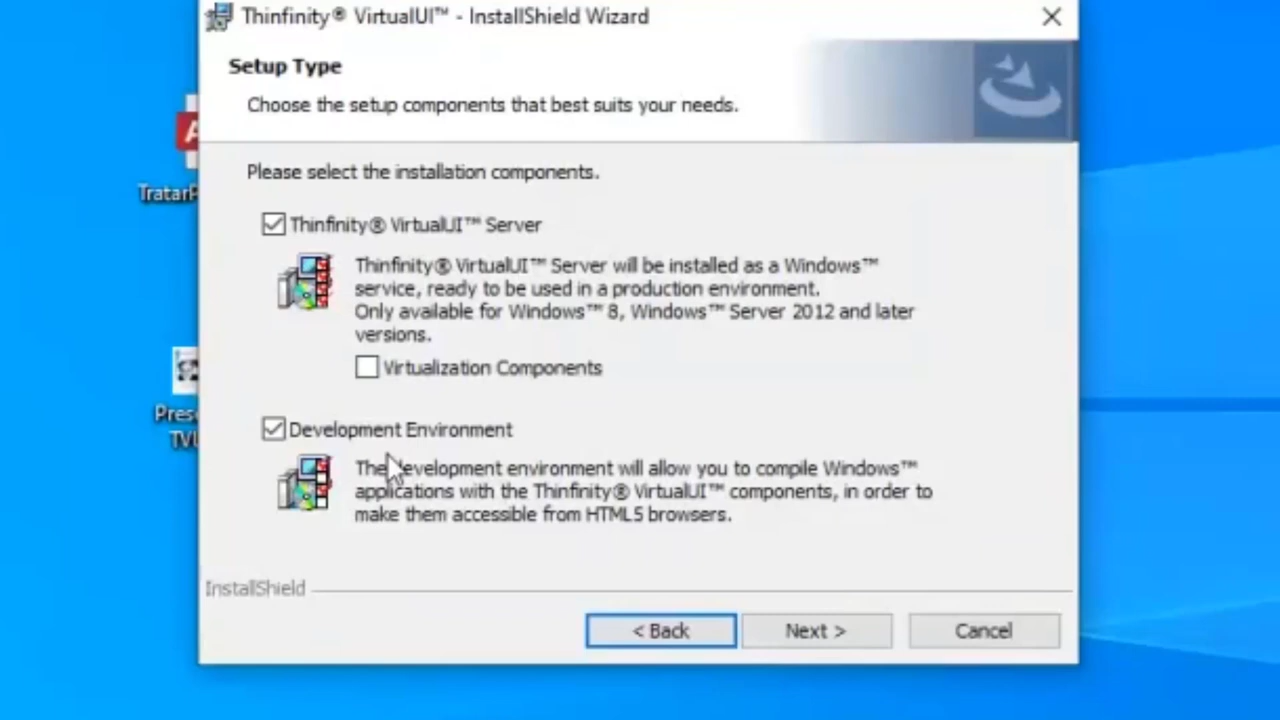 Thinfinity® VirtualUI™ - InstallShield Wizard
Setup Type
Choose the setup components that best suits your needs.
Please select the installation components.
Thinfinity® VirtualUI™ Server
Thinfinity® VirtualUI™ Server will be installed as a Windows™
service, ready to be used in a production environment.
Only available for Windows™ 8, Windows™ Server 2012 and later
versions.
Virtualization Components
Development Environment
The development environment will allow you to compile Windows™
applications with the Thinfinity® VirtualUI™ components, in order to
make them accessible from HTML5 browsers.
InstallShield
< Back
Next >
Cancel